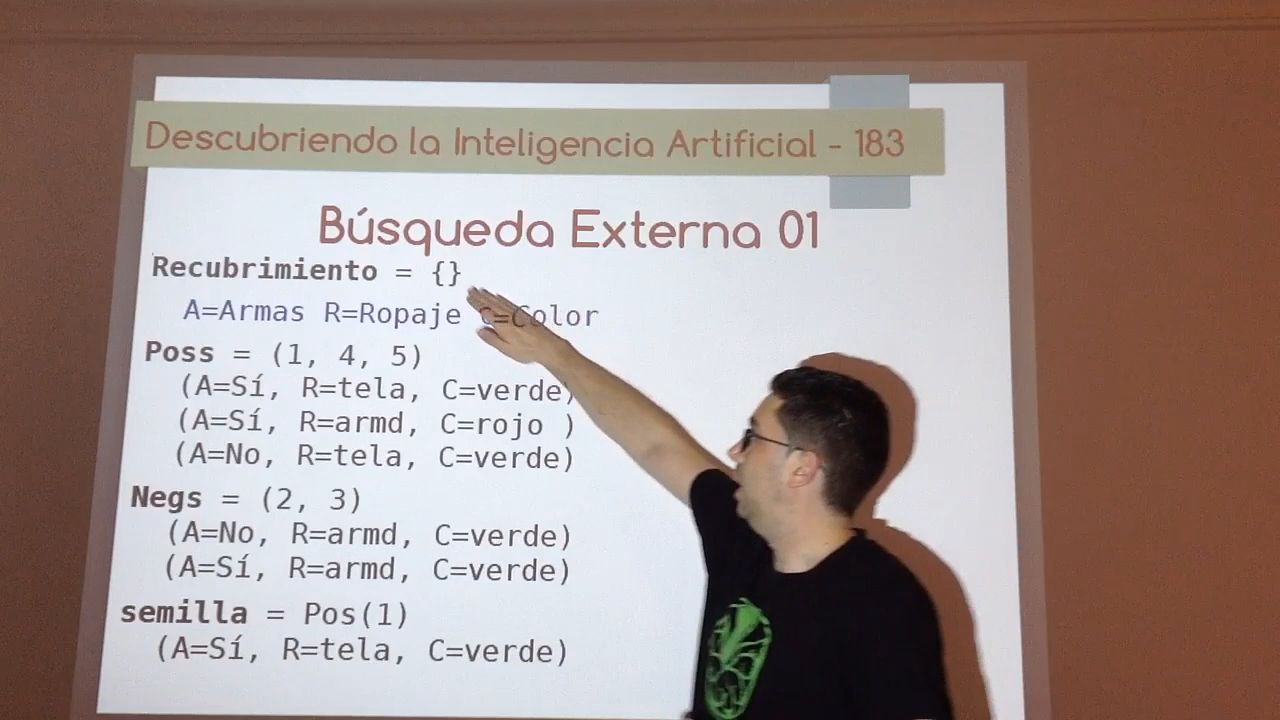 Descubriendo la Inteligencia Artificial - 183
Búsqueda Externa 01
Recubrimiento = {}
A=Armas R=Ropaje c=Color
Poss = (1, 4, 5)
(A=Sí, R=tela, C=verde)
(A=Sí, R=armd, C=rojo )
(A=No, R=tela, C=verde)
Negs = (2, 3)
(A=No, R=armd, C=verde)
(A=Sí, R=armd, C=verde)
semilla = Pos(1)
(A=Sí, R=tela, C=verde)